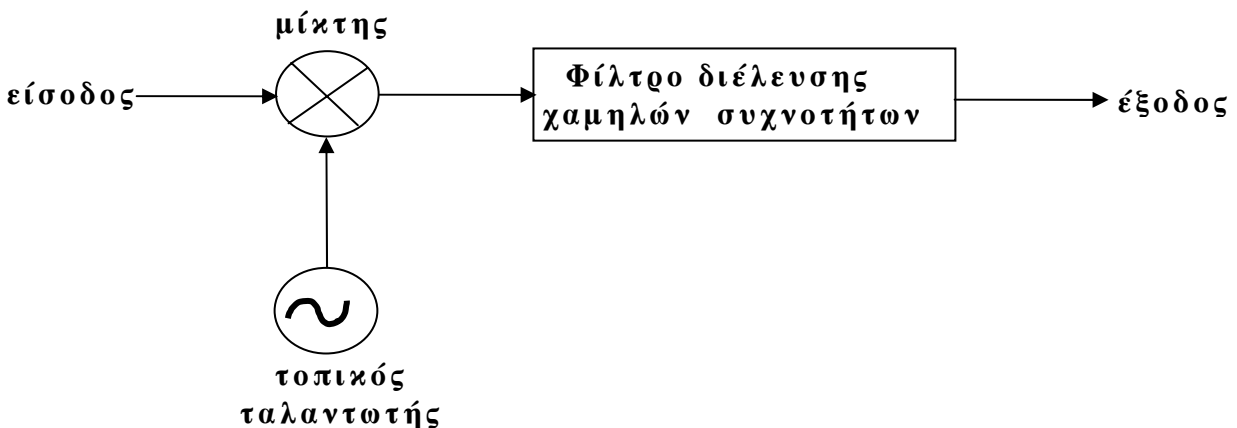 μίκτης
είσοδος
Φίλτρο διέλευσης
χαμηλών συχνοτήτων
έξοδος
τοπικός
ταλαντωτής